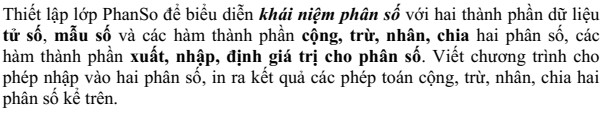 Thiết lập lớp PhanSo để biểu diễn khái niệm phân số với hai thành phần dữ liệu
tử số, mẫu số và các hàm thành phần cộng, trừ, nhân, chia hai phân số, các
hàm thành phần xuất, nhập, định giá trị cho phân số. Viết chương trình cho
phép nhập vào hai phân số, in ra kết quả các phép toán cộng, trừ, nhân, chia hai
phân số kể trên.